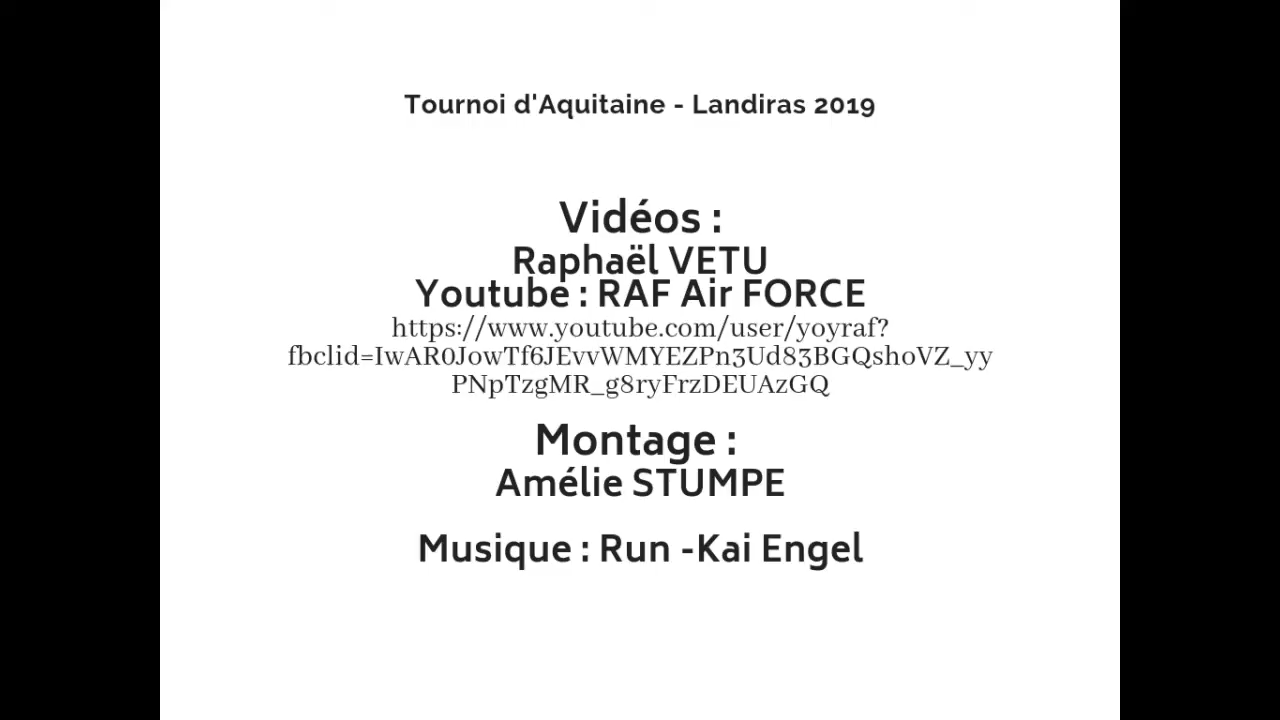 Tournoi d'Aquitaine - Landiras 2019
Vidéos :
Raphaël VETU
Youtube : RAF Air FORCE
https://www.youtube.com/user/yoyraf?
fbclid=IwAR0JowTf6JEvvWMYEZPn3Ud83BGQshoVZ_yy
PNpTzgMR_g8ryFrzDEUAzGQ
Montage :
Amélie STUMPE
Musique : Run -Kai Engel